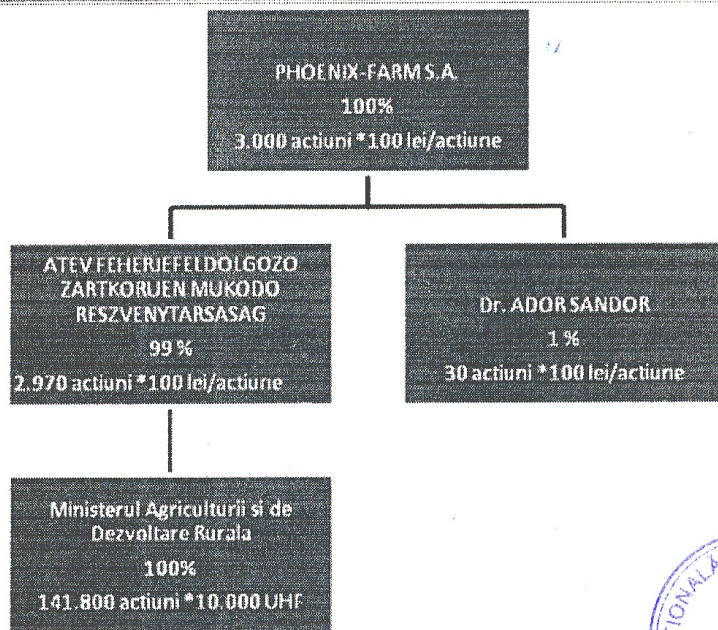 PHOENIX-FARM S.A.
100%
3.000 actiuni *100 lei/actiune
ATEV FEHERJEFELDOLGOZO
ZARTKORUEN MUKODO
RESZVENYTARSASAG
99 %
2.970 actiuni *100 lei/actiune
Dr. ADOR SANDOR
1 %
30 actiuni *100 lei/actiune
Ministerul Agriculturii si de
Dezvoltare Rurala
100%
141.800 actiuni *10.000 UHF